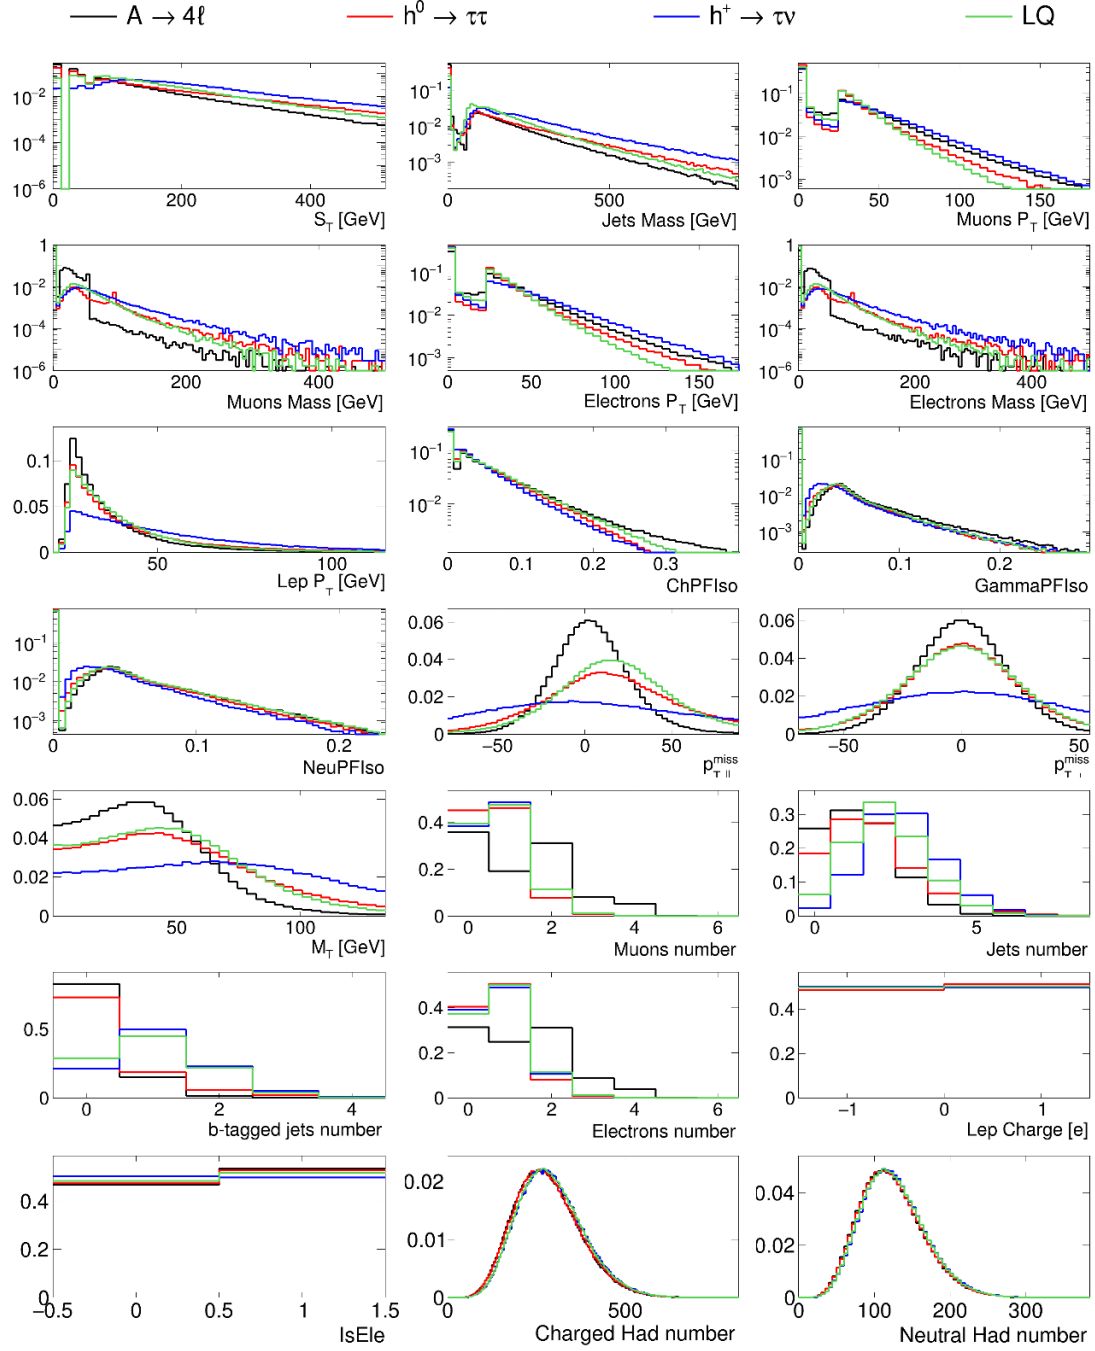 A → 4ℓ h⁰ → ττ h⁺ → τν LQ
10⁻² 10⁻⁴ 10⁻⁶ 0 200 400
S_T [GeV]
10⁻¹ 10⁻² 10⁻³ 500
Jets Mass [GeV]
10⁻¹ 10⁻² 10⁻³ 0 50 100 150
Muons P_T [GeV]
1 10⁻² 10⁻⁴ 10⁻⁶ 0 200 400
Muons Mass [GeV]
10⁻¹ 10⁻² 10⁻³ 0 50 100 150
Electrons P_T [GeV]
1 10⁻² 10⁻⁴ 10⁻⁶ 0 200 400
Electrons Mass [GeV]
0.1 0.05 0 50 100
Lep P_T [GeV]
10⁻¹ 10⁻² 0 0.1 0.2 0.3
ChPFIso
10⁻¹ 10⁻² 10⁻³ 0 0.1 0.2
GammaPFIso
10⁻¹ 10⁻² 10⁻³ 0 0.1 0.2
NeuPFIso
0.06 0.04 0.02 0 −50 0 50
p_T ||^miss
0.06 0.04 0.02 0 −50 0 50
p_T^miss
0.06 0.04 0.02 0 50 100
M_T [GeV]
0.4 0.2 0 0 2 4 6
Muons number
0.3 0.2 0.1 0 0 5
Jets number
0.5 0 0 2 4
b-tagged jets number
0.4 0.2 0 0 2 4 6
Electrons number
0.4 0.2 0 −1 0 1
Lep Charge [e]
0.4 0.2 0 −0.5 0 0.5 1 1.5
IsEle
0.02 0.01 0 0 500
Charged Had number
0.04 0.02 0 0 100 200 300
Neutral Had number